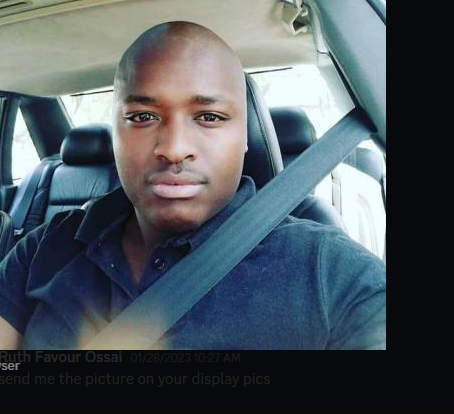 Ruth Favour Ossai 01/28/2023 10:27 AM
ser
send me the picture on your display pics